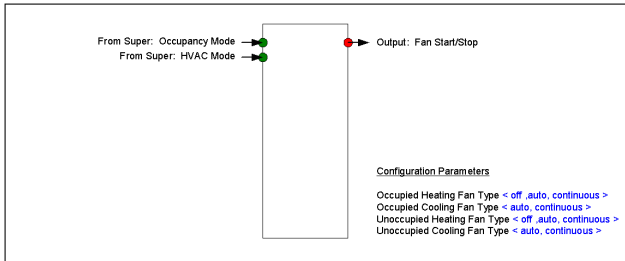 From Super: Occupancy Mode
Output: Fan Start/Stop
From Super: HVAC Mode
Configuration Parameters
Occupied Heating Fan Type < off ,auto, continuous >
Occupied Cooling Fan Type < auto, continuous >
Unoccupied Heating Fan Type < off ,auto, continuous >
Unoccupied Cooling Fan Type < auto, continuous >